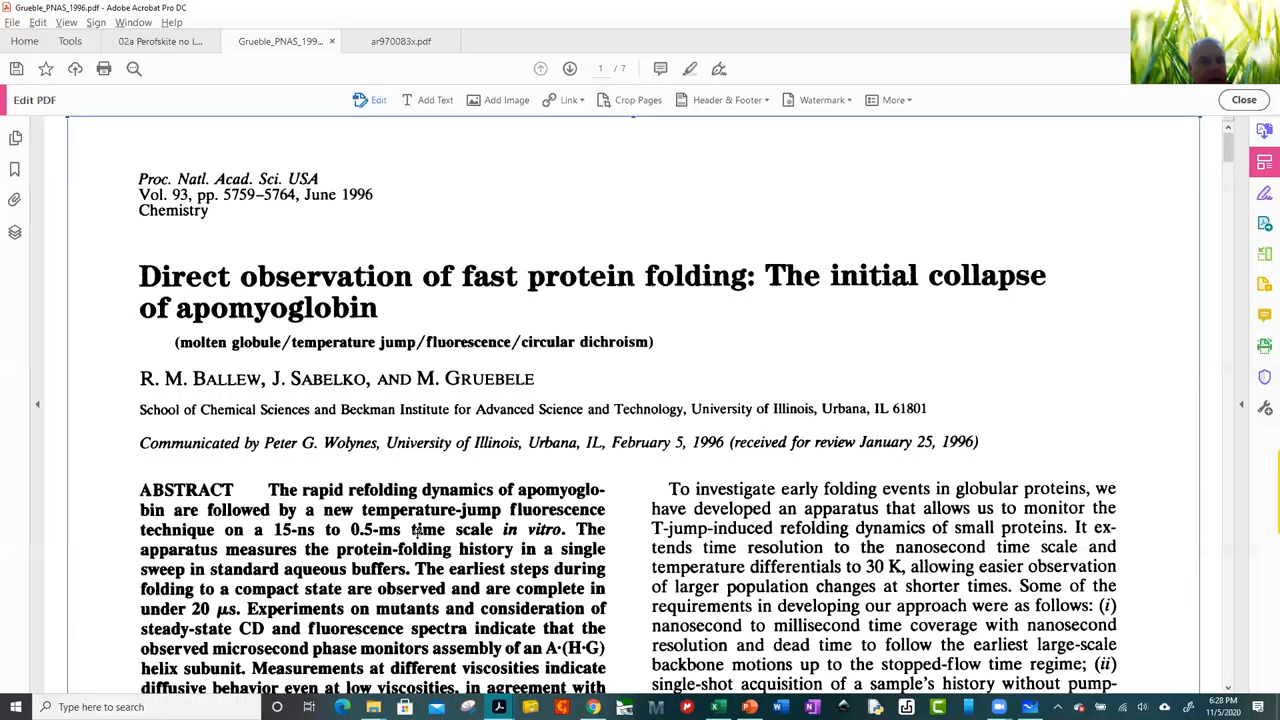 Grueble_PNAS_1996.pdf - Adobe Acrobat Pro DC
File Edit View Sign Window Help
Home Tools 02a Perofskite no L... Grueble_PNAS_199... × ar970083x.pdf
1 / 7
Edit PDF Edit Add Text Add Image Link Crop Pages Header & Footer Watermark More Close
Proc. Natl. Acad. Sci. USA
Vol. 93, pp. 5759–5764, June 1996
Chemistry
Direct observation of fast protein folding: The initial collapse
of apomyoglobin
(molten globule/temperature jump/fluorescence/circular dichroism)
R. M. BALLEW, J. SABELKO, AND M. GRUEBELE
School of Chemical Sciences and Beckman Institute for Advanced Science and Technology, University of Illinois, Urbana, IL 61801
Communicated by Peter G. Wolynes, University of Illinois, Urbana, IL, February 5, 1996 (received for review January 25, 1996)
ABSTRACT The rapid refolding dynamics of apomyoglo-
bin are followed by a new temperature-jump fluorescence
technique on a 15-ns to 0.5-ms time scale in vitro. The
apparatus measures the protein-folding history in a single
sweep in standard aqueous buffers. The earliest steps during
folding to a compact state are observed and are complete in
under 20 μs. Experiments on mutants and consideration of
steady-state CD and fluorescence spectra indicate that the
observed microsecond phase monitors assembly of an A·(H·G)
helix subunit. Measurements at different viscosities indicate
diffusive behavior even at low viscosities, in agreement with
To investigate early folding events in globular proteins, we
have developed an apparatus that allows us to monitor the
T-jump-induced refolding dynamics of small proteins. It ex-
tends time resolution to the nanosecond time scale and
temperature differentials to 30 K, allowing easier observation
of larger population changes at shorter times. Some of the
requirements in developing our approach were as follows: (i)
nanosecond to millisecond time coverage with nanosecond
resolution and dead time to follow the earliest large-scale
backbone motions up to the stopped-flow time regime; (ii)
single-shot acquisition of a sample's history without pump-
Type here to search
6:28 PM
11/5/2020